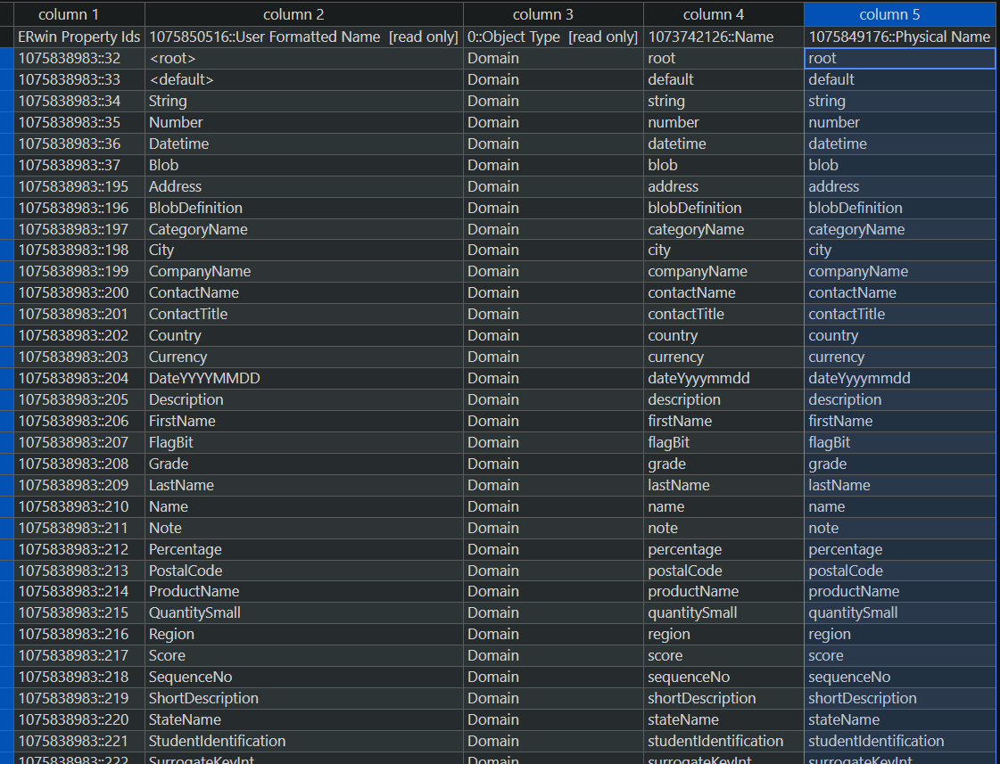 column 1 column 2 column 3 column 4 column 5
ERwin Property Ids 1075850516::User Formatted Name [read only] 0::Object Type [read only] 1073742126::Name 1075849176::Physical Name
1075838983::32 <root> Domain root root
1075838983::33 <default> Domain default default
1075838983::34 String Domain string string
1075838983::35 Number Domain number number
1075838983::36 Datetime Domain datetime datetime
1075838983::37 Blob Domain blob blob
1075838983::195 Address Domain address address
1075838983::196 BlobDefinition Domain blobDefinition blobDefinition
1075838983::197 CategoryName Domain categoryName categoryName
1075838983::198 City Domain city city
1075838983::199 CompanyName Domain companyName companyName
1075838983::200 ContactName Domain contactName contactName
1075838983::201 ContactTitle Domain contactTitle contactTitle
1075838983::202 Country Domain country country
1075838983::203 Currency Domain currency currency
1075838983::204 DateYYYYMMDD Domain dateYyyymmdd dateYyyymmdd
1075838983::205 Description Domain description description
1075838983::206 FirstName Domain firstName firstName
1075838983::207 FlagBit Domain flagBit flagBit
1075838983::208 Grade Domain grade grade
1075838983::209 LastName Domain lastName lastName
1075838983::210 Name Domain name name
1075838983::211 Note Domain note note
1075838983::212 Percentage Domain percentage percentage
1075838983::213 PostalCode Domain postalCode postalCode
1075838983::214 ProductName Domain productName productName
1075838983::215 QuantitySmall Domain quantitySmall quantitySmall
1075838983::216 Region Domain region region
1075838983::217 Score Domain score score
1075838983::218 SequenceNo Domain sequenceNo sequenceNo
1075838983::219 ShortDescription Domain shortDescription shortDescription
1075838983::220 StateName Domain stateName stateName
1075838983::221 StudentIdentification Domain studentIdentification studentIdentification
1075838983::222 SurrogateKeyInt Domain surrogateKeyInt surrogateKeyInt